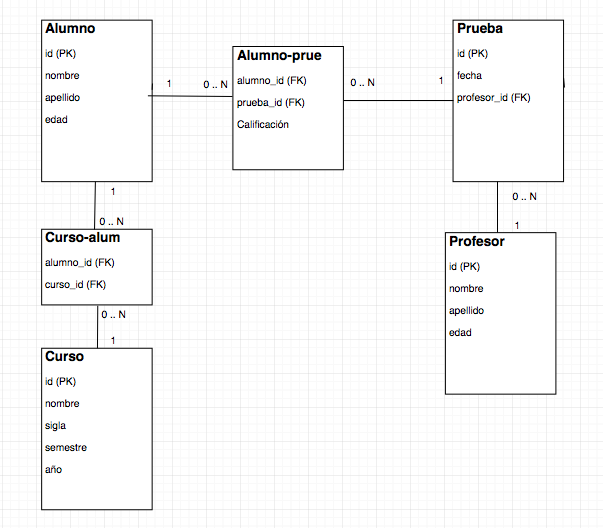 Alumno
id (PK)
nombre
apellido
edad
1
0 .. N
Alumno-prue
alumno_id (FK)
prueba_id (FK)
Calificación
0 .. N
1
Prueba
id (PK)
fecha
profesor_id (FK)
1
0 .. N
Curso-alum
alumno_id (FK)
curso_id (FK)
0 .. N
1
Curso
id (PK)
nombre
sigla
semestre
año
0 .. N
1
Profesor
id (PK)
nombre
apellido
edad